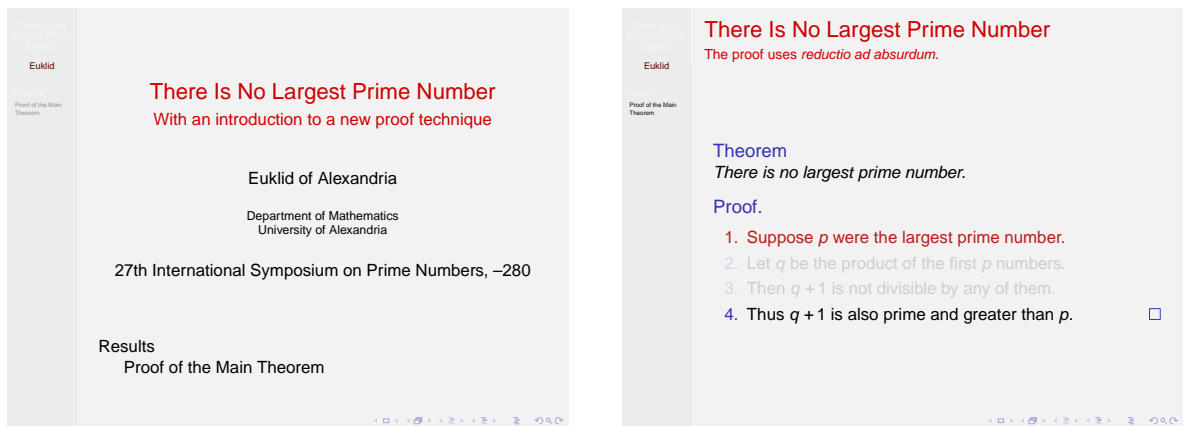 Euklid
Proof of the Main
Theorem
There Is No Largest Prime Number
With an introduction to a new proof technique
Euklid of Alexandria
Department of Mathematics
University of Alexandria
27th International Symposium on Prime Numbers, –280
Results
Proof of the Main Theorem
There Is No Largest Prime Number
The proof uses reductio ad absurdum.
Euklid
Proof of the Main
Theorem
Theorem
There is no largest prime number.
Proof.
1. Suppose p were the largest prime number.
2. Let q be the product of the first p numbers.
3. Then q + 1 is not divisible by any of them.
4. Thus q + 1 is also prime and greater than p.